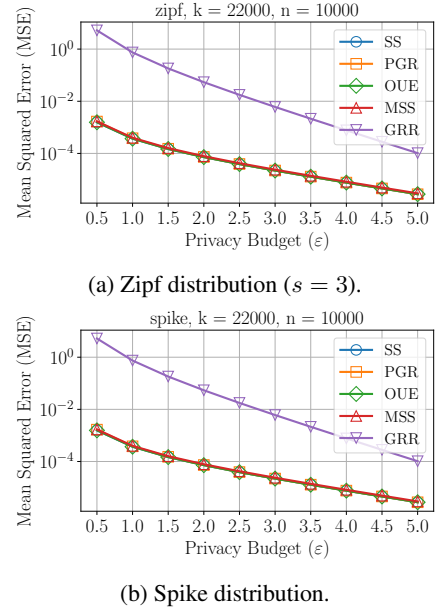 zipf, k = 22000, n = 10000
Mean Squared Error (MSE)
10⁰
10⁻²
10⁻⁴
SS
PGR
OUE
MSS
GRR
0.5 1.0 1.5 2.0 2.5 3.0 3.5 4.0 4.5 5.0
Privacy Budget (ε)
(a) Zipf distribution (s = 3).
spike, k = 22000, n = 10000
Mean Squared Error (MSE)
10⁰
10⁻²
10⁻⁴
SS
PGR
OUE
MSS
GRR
0.5 1.0 1.5 2.0 2.5 3.0 3.5 4.0 4.5 5.0
Privacy Budget (ε)
(b) Spike distribution.